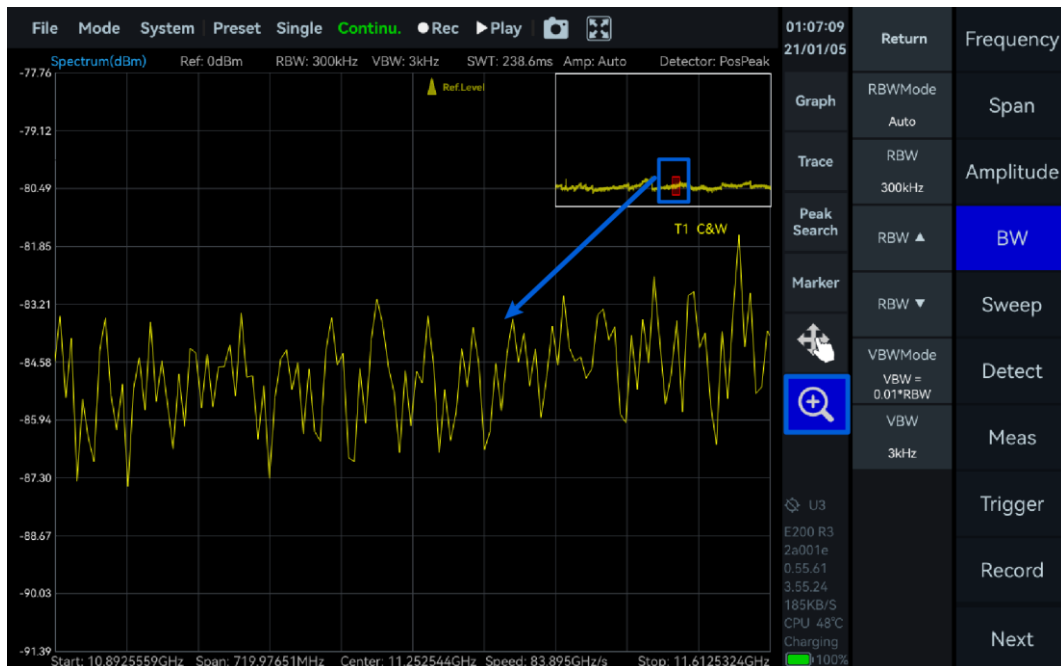 File Mode System Preset Single Continu. Rec Play
Spectrum(dBm) Ref: 0dBm RBW: 300kHz VBW: 3kHz SWT: 238.6ms Amp: Auto Detector: PosPeak
Ref.Level
T1 C&W
-77.76
-79.12
-80.49
-81.85
-83.21
-84.58
-85.94
-87.30
-88.67
-90.03
-91.39
Start: 10.8925559GHz Span: 719.97651MHz Center: 11.252544GHz Speed: 83.895GHz/s Stop: 11.6125324GHz
01:07:09
21/01/05
Graph
Trace
Peak
Search
Marker
U3
E200 R3
2a001e
0.55.61
3.55.24
185KB/S
CPU 48°C
Charging
100%
Return
RBWMode
Auto
RBW
300kHz
RBW ▲
RBW ▼
VBWMode
VBW =
0.01*RBW
VBW
3kHz
Frequency
Span
Amplitude
BW
Sweep
Detect
Meas
Trigger
Record
Next